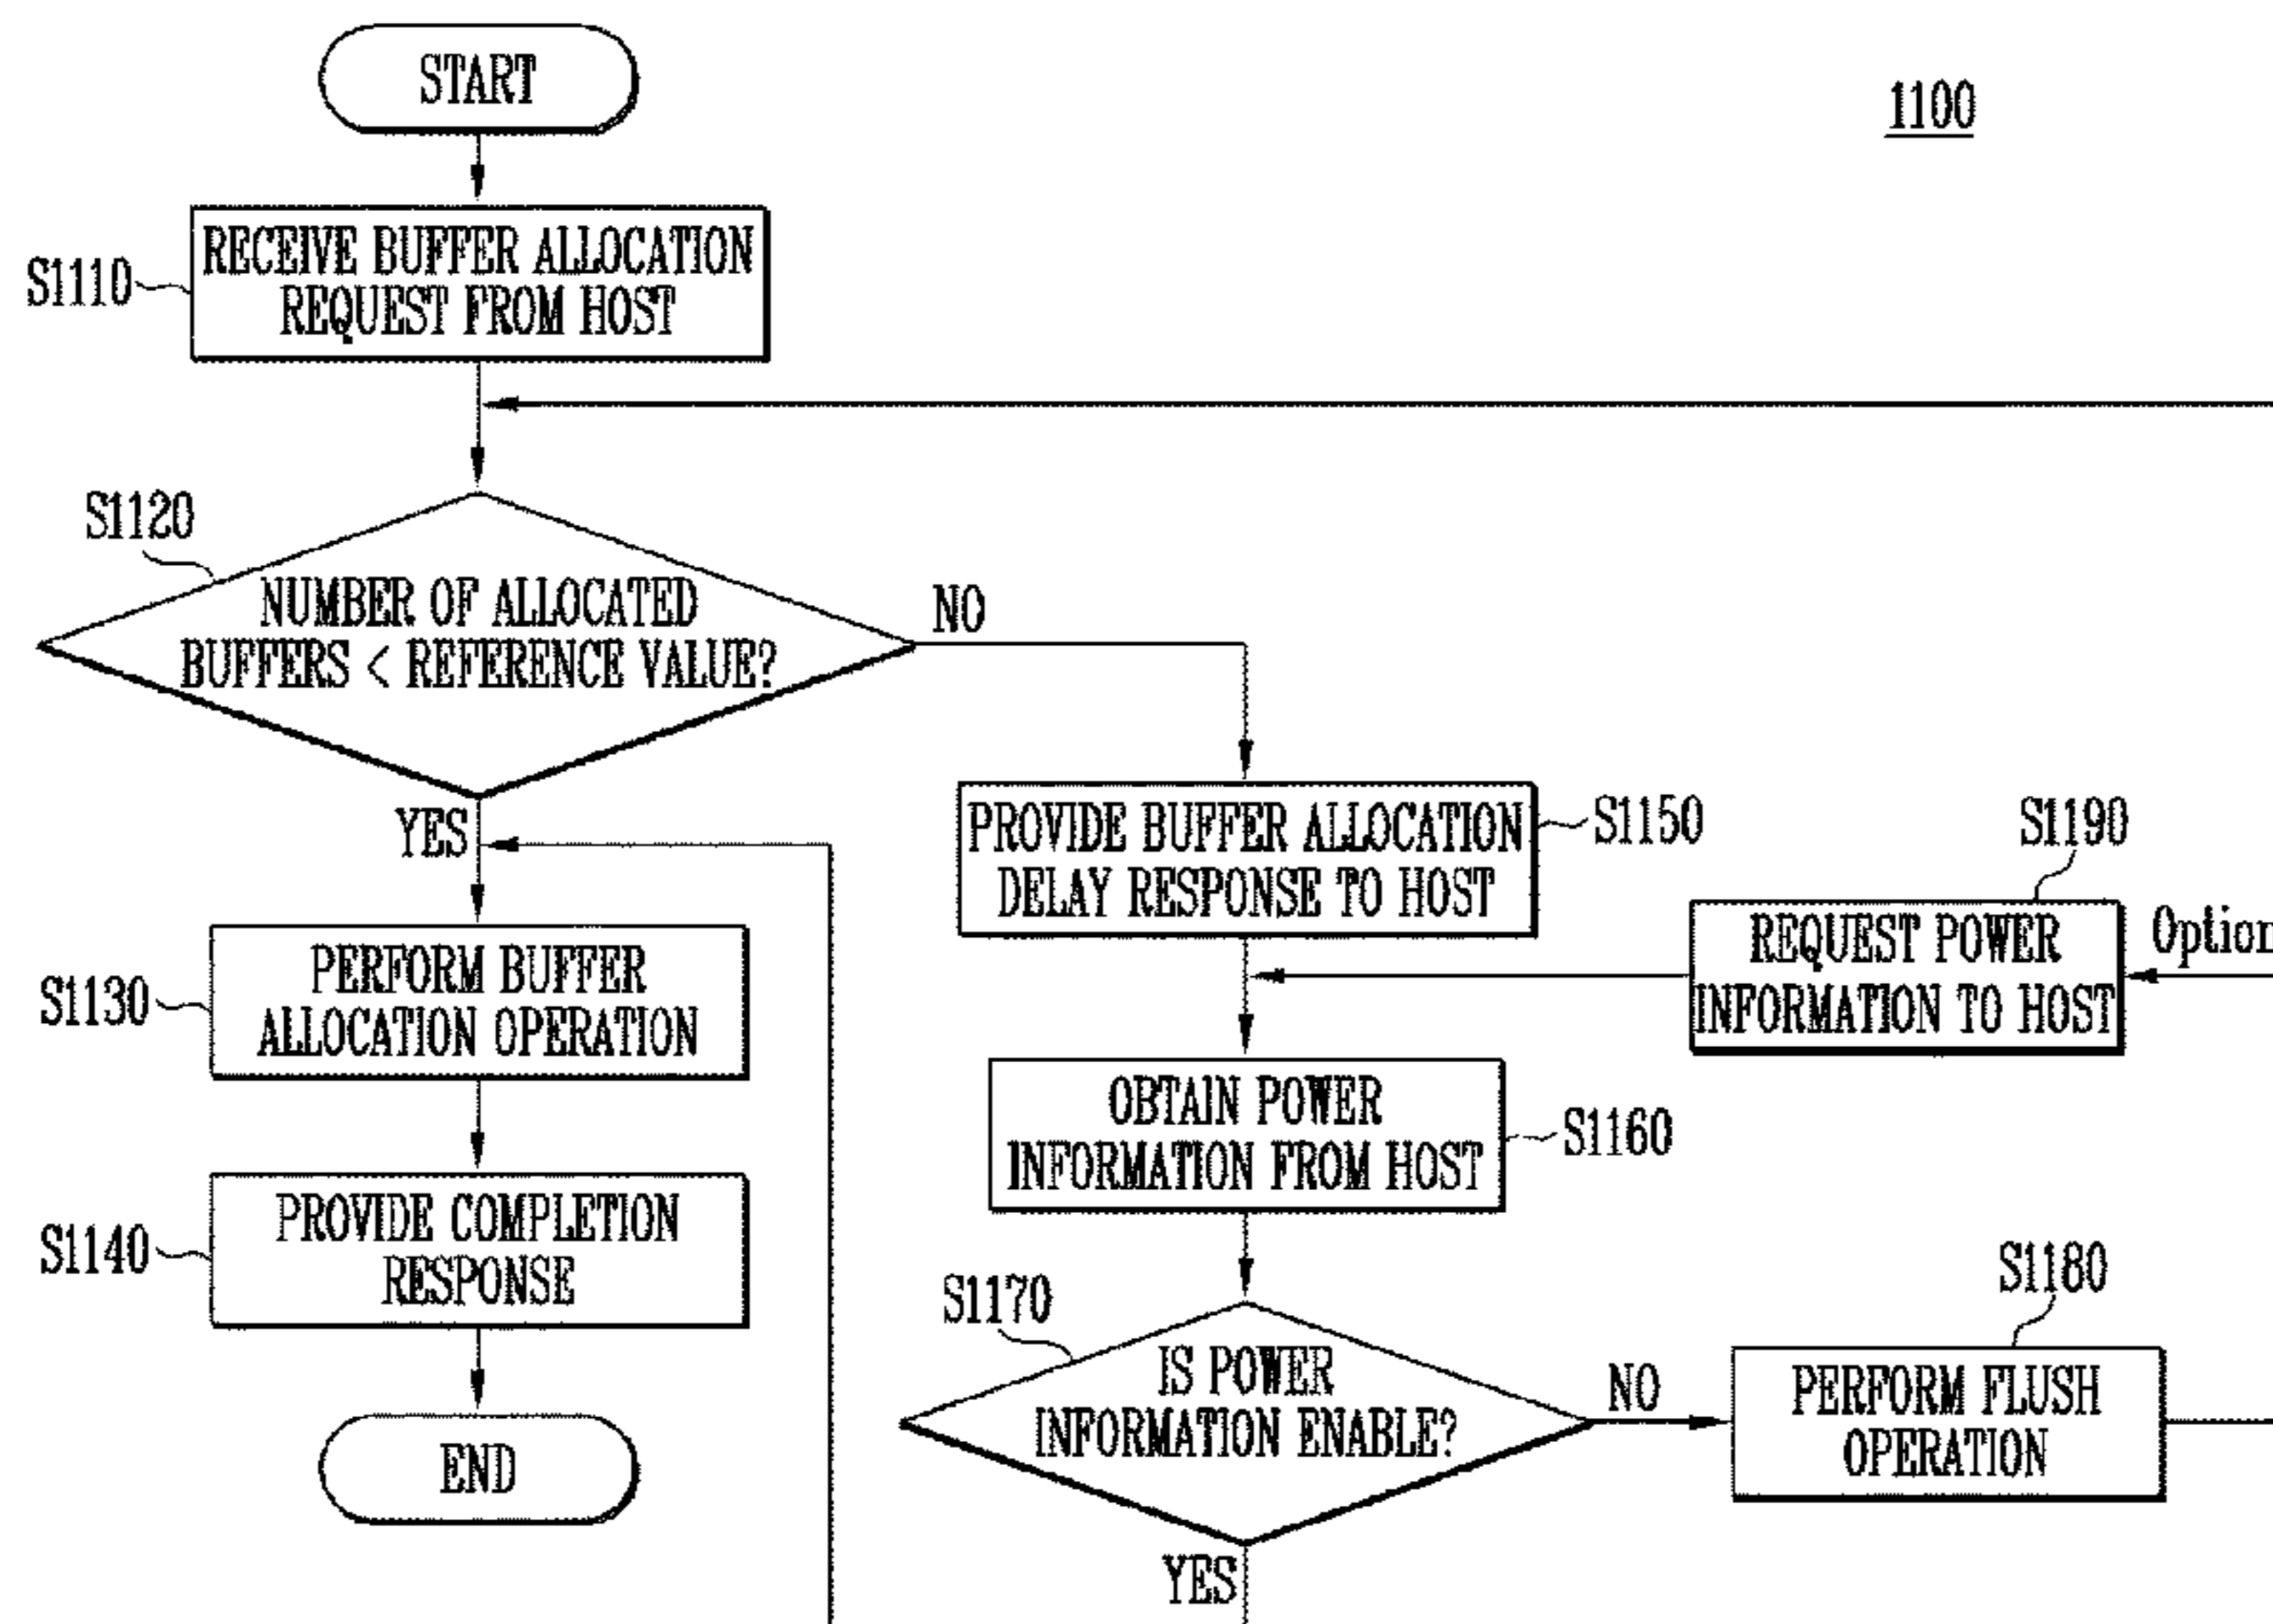 START
1100
S1110
RECEIVE BUFFER ALLOCATION
REQUEST FROM HOST
S1120
NUMBER OF ALLOCATED
BUFFERS < REFERENCE VALUE?
NO
YES
PROVIDE BUFFER ALLOCATION
DELAY RESPONSE TO HOST
S1150
S1190
REQUEST POWER
INFORMATION TO HOST
Option
S1130
PERFORM BUFFER
ALLOCATION OPERATION
OBTAIN POWER
INFORMATION FROM HOST
S1160
S1140
PROVIDE COMPLETION
RESPONSE
S1170
IS POWER
INFORMATION ENABLE?
NO
S1180
PERFORM FLUSH
OPERATION
END
YES